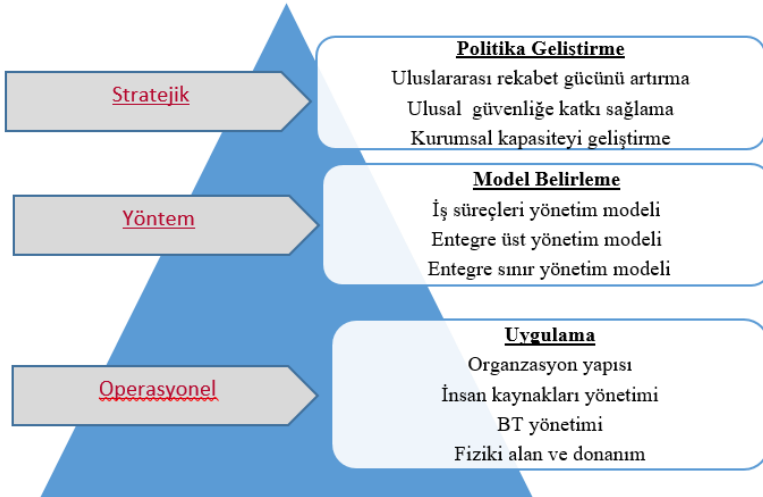 Stratejik
Politika Geliştirme
Uluslararası rekabet gücünü artırma
Ulusal güvenliğe katkı sağlama
Kurumsal kapasiteyi geliştirme
Yöntem
Model Belirleme
İş süreçleri yönetim modeli
Entegre üst yönetim modeli
Entegre sınır yönetim modeli
Operasyonel
Uygulama
Organzasyon yapısı
İnsan kaynakları yönetimi
BT yönetimi
Fiziki alan ve donanım